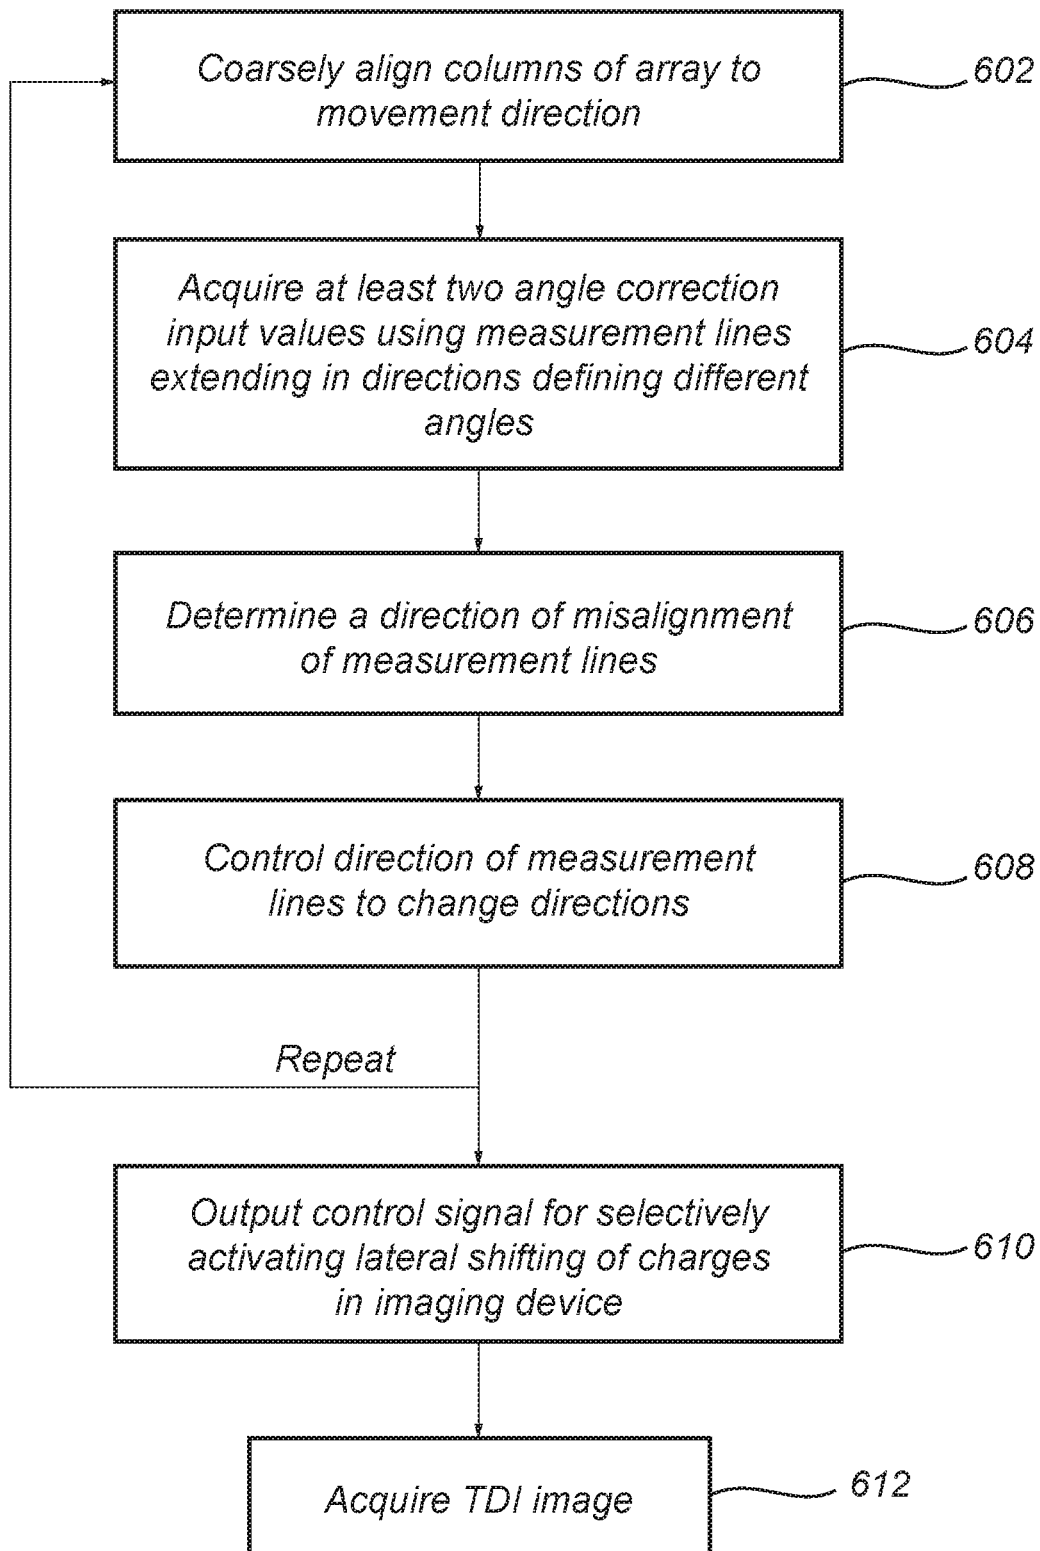 Coarsely align columns of array to
movement direction
602
Acquire at least two angle correction
input values using measurement lines
extending in directions defining different
angles
604
Determine a direction of misalignment
of measurement lines
606
Control direction of measurement
lines to change directions
608
Repeat
Output control signal for selectively
activating lateral shifting of charges
in imaging device
610
Acquire TDI image
612